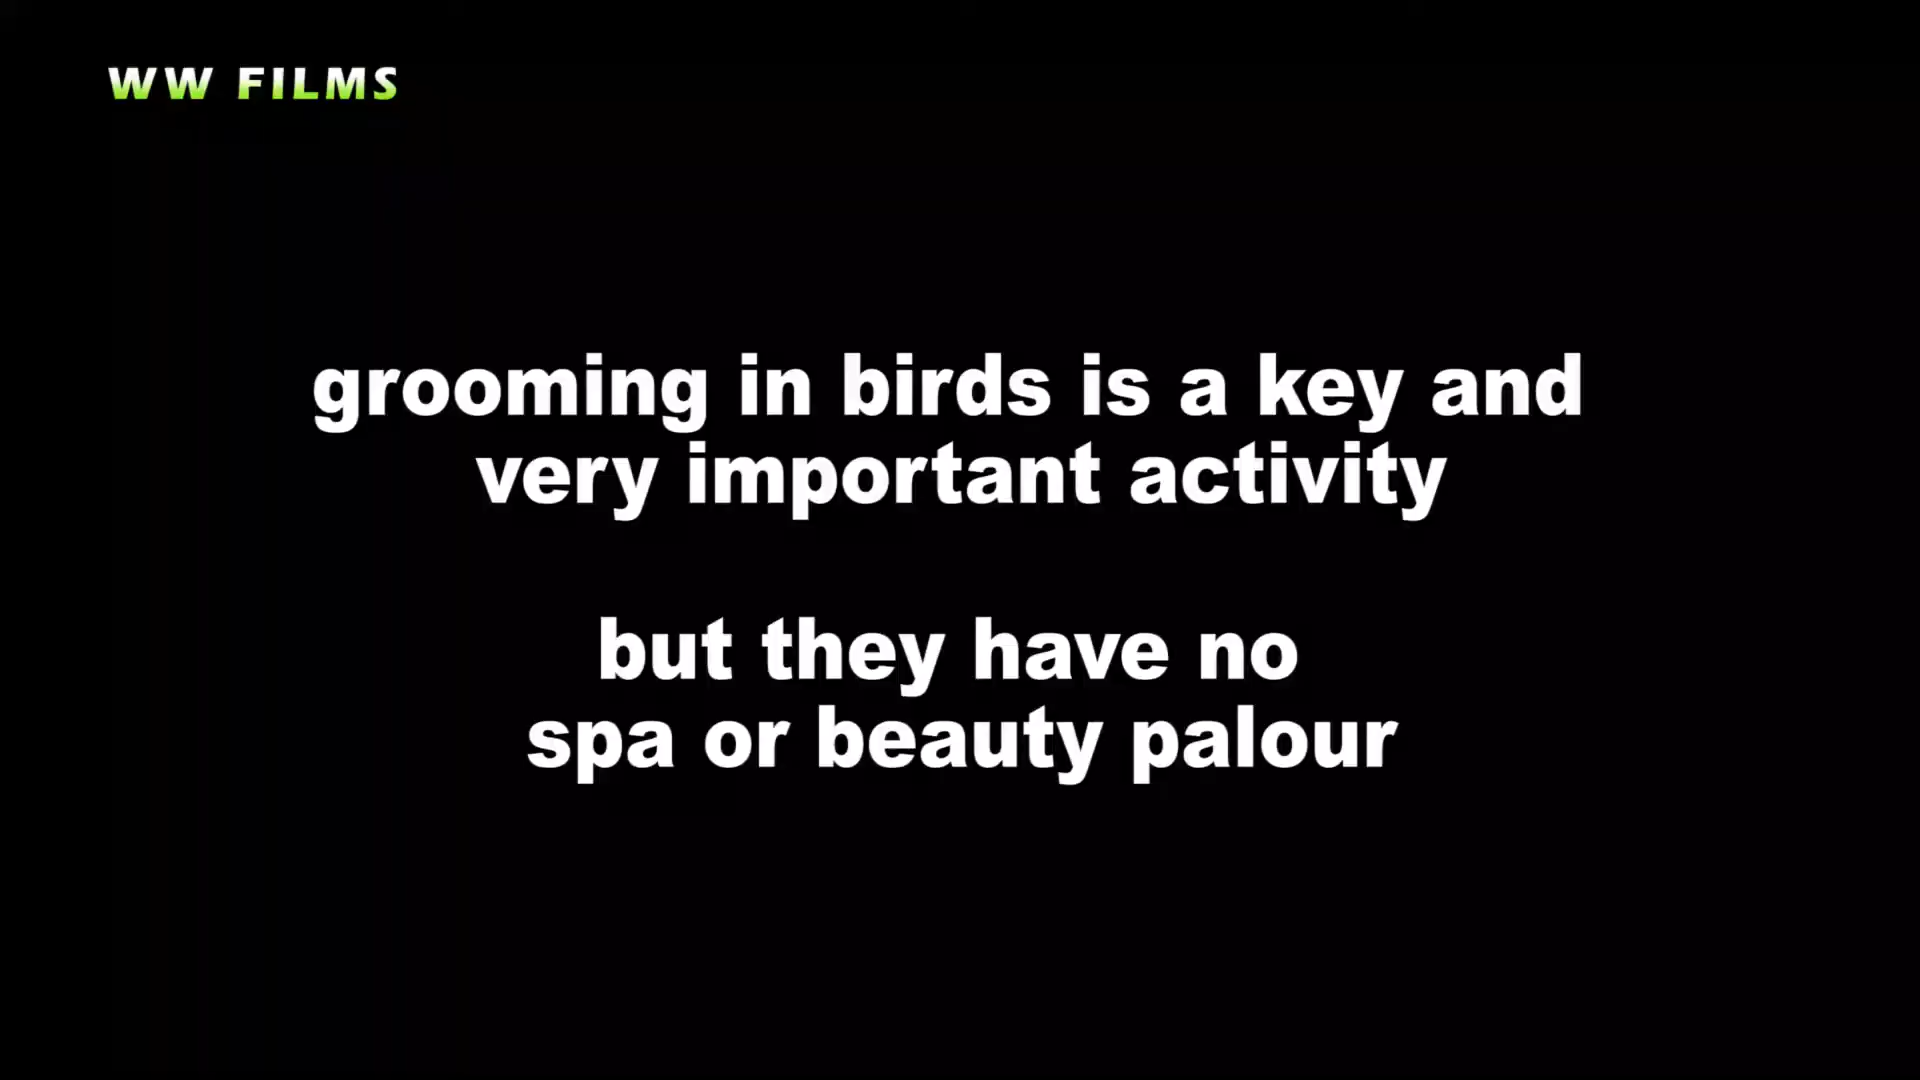 WW FILMS
grooming in birds is a key and
very important activity
but they have no
spa or beauty palour